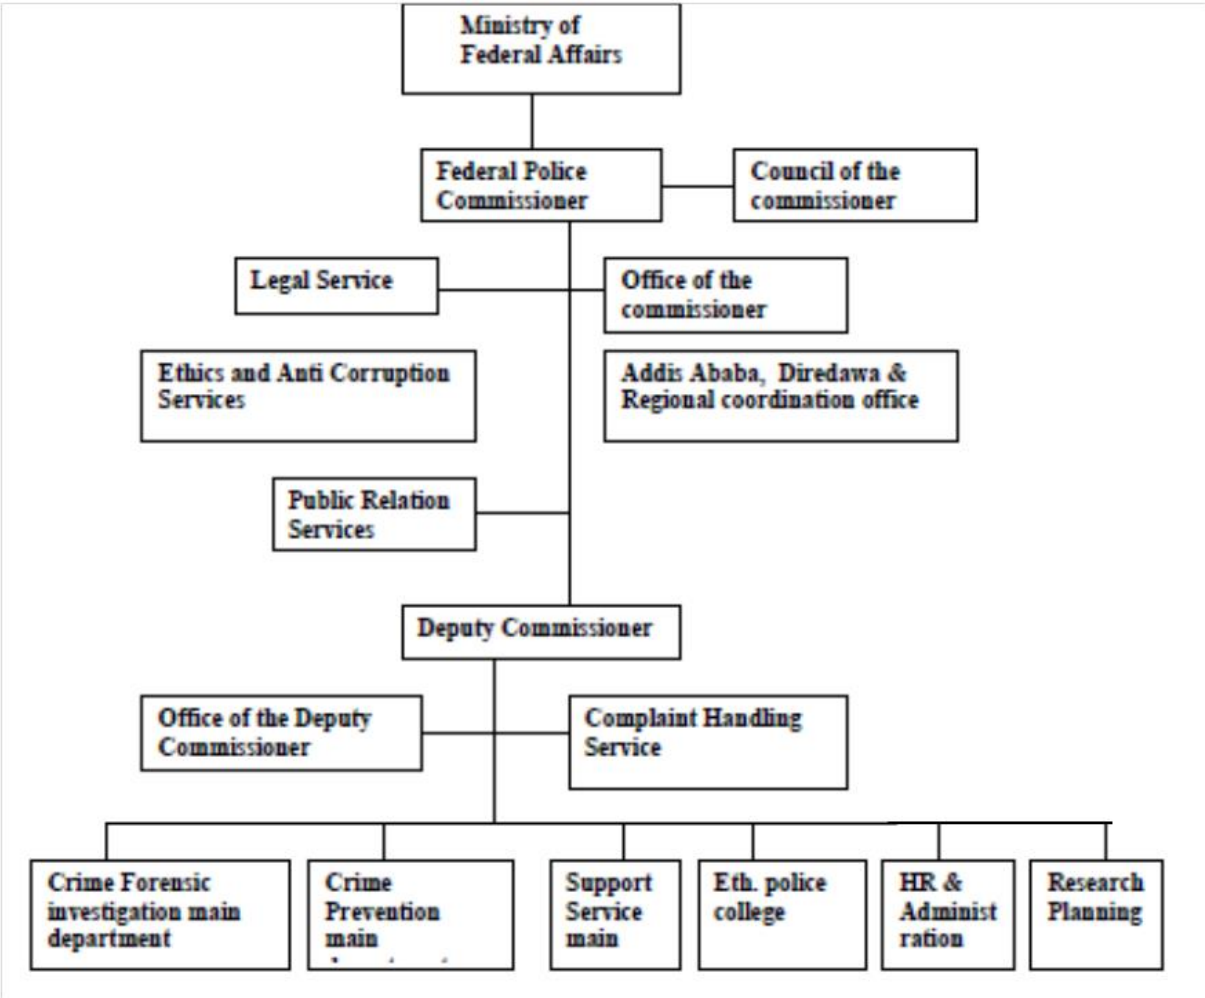 Ministry of
Federal Affairs
Federal Police
Commissioner
Council of the
commissioner
Legal Service
Office of the
commissioner
Ethics and Anti Corruption
Services
Addis Ababa, Diredawa &
Regional coordination office
Public Relation
Services
Deputy Commissioner
Office of the Deputy
Commissioner
Complaint Handling
Service
Crime Forensic
investigation main
department
Crime
Prevention
main
Support
Service
main
Eth. police
college
HR &
Administ
ration
Research
Planning